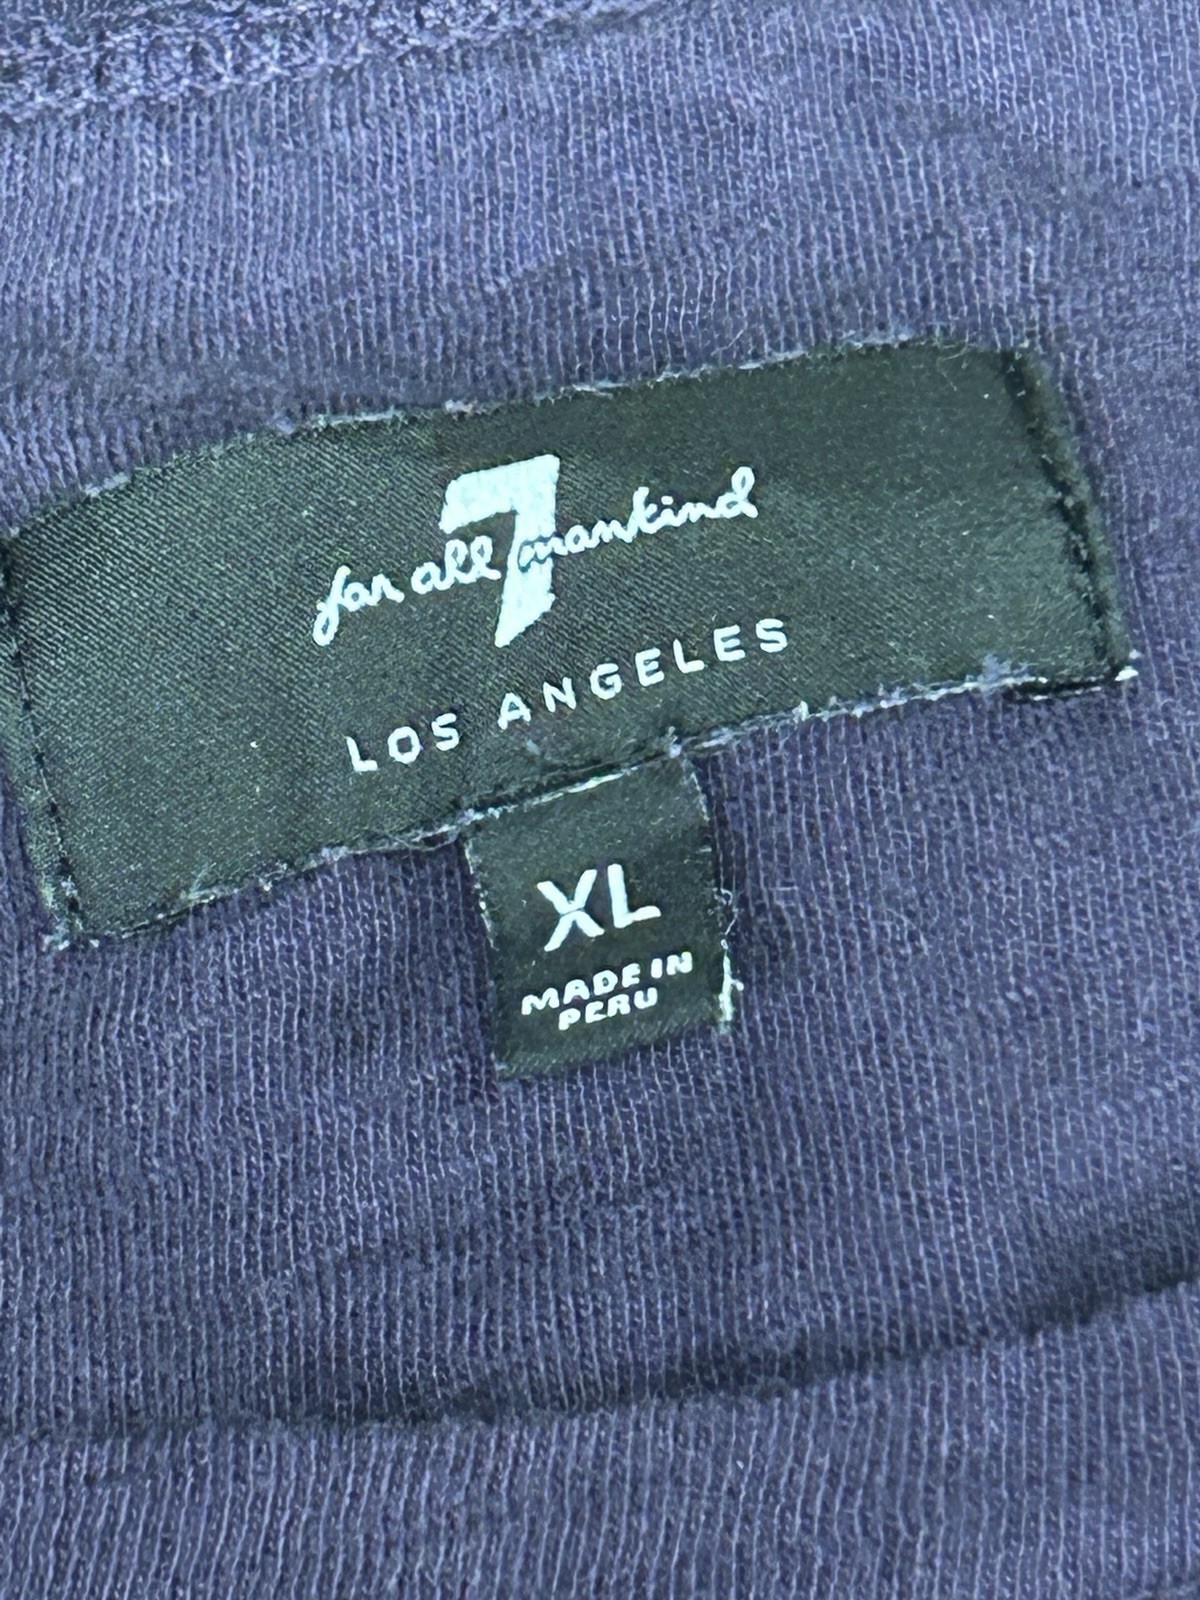 7
for all mankind
LOS ANGELES
XL
MADE IN
PERU